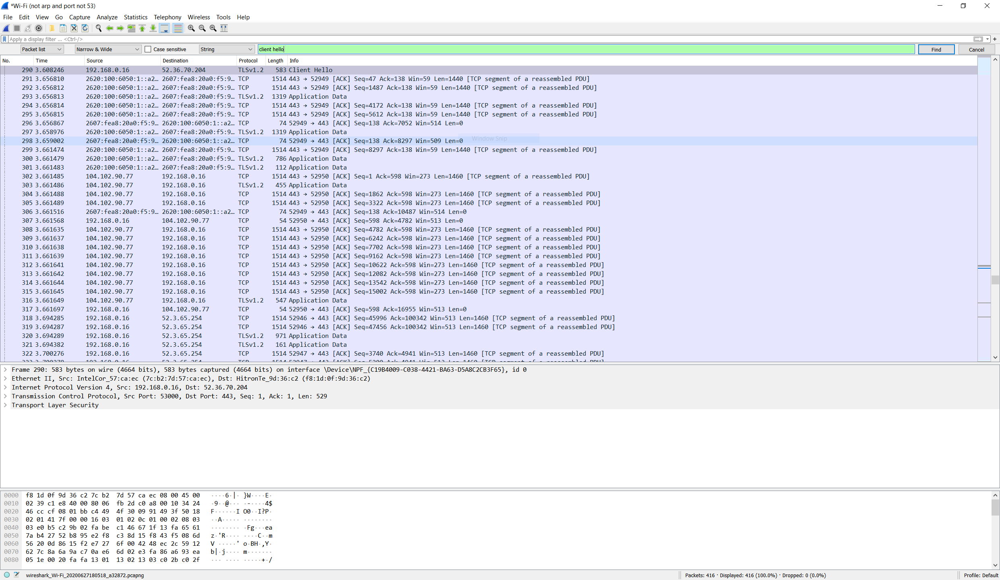 *Wi-Fi (not arp and port not 53)
File Edit View Go Capture Analyze Statistics Telephony Wireless Tools Help
Apply a display filter ... <Ctrl-/>
Packet list Narrow & Wide Case sensitive String client hello Find Cancel
No. Time Source Destination Protocol Length Info
290 3.608246 192.168.0.16 52.36.70.204 TLSv1.2 583 Client Hello
291 3.656810 2620:100:6050:1::a2… 2607:fea8:20a0:f5:9… TCP 1514 443 → 52949 [ACK] Seq=47 Ack=138 Win=59 Len=1440 [TCP segment of a reassembled PDU]
292 3.656812 2620:100:6050:1::a2… 2607:fea8:20a0:f5:9… TCP 1514 443 → 52949 [ACK] Seq=1487 Ack=138 Win=59 Len=1440 [TCP segment of a reassembled PDU]
293 3.656813 2620:100:6050:1::a2… 2607:fea8:20a0:f5:9… TLSv1.2 1319 Application Data
294 3.656814 2620:100:6050:1::a2… 2607:fea8:20a0:f5:9… TCP 1514 443 → 52949 [ACK] Seq=4172 Ack=138 Win=59 Len=1440 [TCP segment of a reassembled PDU]
295 3.656815 2620:100:6050:1::a2… 2607:fea8:20a0:f5:9… TCP 1514 443 → 52949 [ACK] Seq=5612 Ack=138 Win=59 Len=1440 [TCP segment of a reassembled PDU]
296 3.656867 2607:fea8:20a0:f5:9… 2620:100:6050:1::a2… TCP 74 52949 → 443 [ACK] Seq=138 Ack=7052 Win=514 Len=0
297 3.658976 2620:100:6050:1::a2… 2607:fea8:20a0:f5:9… TLSv1.2 1319 Application Data
298 3.659002 2607:fea8:20a0:f5:9… 2620:100:6050:1::a2… TCP 74 52949 → 443 [ACK] Seq=138 Ack=8297 Win=509 Len=0 Window Snip
299 3.661474 2620:100:6050:1::a2… 2607:fea8:20a0:f5:9… TCP 1514 443 → 52949 [ACK] Seq=8297 Ack=138 Win=59 Len=1440 [TCP segment of a reassembled PDU]
300 3.661479 2620:100:6050:1::a2… 2607:fea8:20a0:f5:9… TLSv1.2 786 Application Data
301 3.661483 2620:100:6050:1::a2… 2607:fea8:20a0:f5:9… TLSv1.2 112 Application Data
302 3.661485 104.102.90.77 192.168.0.16 TCP 1514 443 → 52950 [ACK] Seq=1 Ack=598 Win=273 Len=1460 [TCP segment of a reassembled PDU]
303 3.661486 104.102.90.77 192.168.0.16 TLSv1.2 455 Application Data
304 3.661488 104.102.90.77 192.168.0.16 TCP 1514 443 → 52950 [ACK] Seq=1862 Ack=598 Win=273 Len=1460 [TCP segment of a reassembled PDU]
305 3.661489 104.102.90.77 192.168.0.16 TCP 1514 443 → 52950 [ACK] Seq=3322 Ack=598 Win=273 Len=1460 [TCP segment of a reassembled PDU]
306 3.661516 2607:fea8:20a0:f5:9… 2620:100:6050:1::a2… TCP 74 52949 → 443 [ACK] Seq=138 Ack=10487 Win=514 Len=0
307 3.661568 192.168.0.16 104.102.90.77 TCP 54 52950 → 443 [ACK] Seq=598 Ack=4782 Win=513 Len=0
308 3.661635 104.102.90.77 192.168.0.16 TCP 1514 443 → 52950 [ACK] Seq=4782 Ack=598 Win=273 Len=1460 [TCP segment of a reassembled PDU]
309 3.661637 104.102.90.77 192.168.0.16 TCP 1514 443 → 52950 [ACK] Seq=6242 Ack=598 Win=273 Len=1460 [TCP segment of a reassembled PDU]
310 3.661638 104.102.90.77 192.168.0.16 TCP 1514 443 → 52950 [ACK] Seq=7702 Ack=598 Win=273 Len=1460 [TCP segment of a reassembled PDU]
311 3.661639 104.102.90.77 192.168.0.16 TCP 1514 443 → 52950 [ACK] Seq=9162 Ack=598 Win=273 Len=1460 [TCP segment of a reassembled PDU]
312 3.661641 104.102.90.77 192.168.0.16 TCP 1514 443 → 52950 [ACK] Seq=10622 Ack=598 Win=273 Len=1460 [TCP segment of a reassembled PDU]
313 3.661642 104.102.90.77 192.168.0.16 TCP 1514 443 → 52950 [ACK] Seq=12082 Ack=598 Win=273 Len=1460 [TCP segment of a reassembled PDU]
314 3.661644 104.102.90.77 192.168.0.16 TCP 1514 443 → 52950 [ACK] Seq=13542 Ack=598 Win=273 Len=1460 [TCP segment of a reassembled PDU]
315 3.661645 104.102.90.77 192.168.0.16 TCP 1514 443 → 52950 [ACK] Seq=15002 Ack=598 Win=273 Len=1460 [TCP segment of a reassembled PDU]
316 3.661649 104.102.90.77 192.168.0.16 TLSv1.2 547 Application Data
317 3.661697 192.168.0.16 104.102.90.77 TCP 54 52950 → 443 [ACK] Seq=598 Ack=16955 Win=513 Len=0
318 3.694285 192.168.0.16 52.3.65.254 TCP 1514 52946 → 443 [ACK] Seq=45996 Ack=100342 Win=513 Len=1460 [TCP segment of a reassembled PDU]
319 3.694287 192.168.0.16 52.3.65.254 TCP 1514 52946 → 443 [ACK] Seq=47456 Ack=100342 Win=513 Len=1460 [TCP segment of a reassembled PDU]
320 3.694289 192.168.0.16 52.3.65.254 TLSv1.2 971 Application Data
321 3.694382 192.168.0.16 52.3.65.254 TLSv1.2 161 Application Data
322 3.700276 192.168.0.16 52.3.65.254 TCP 1514 52947 → 443 [ACK] Seq=3740 Ack=4941 Win=513 Len=1460 [TCP segment of a reassembled PDU]
Frame 290: 583 bytes on wire (4664 bits), 583 bytes captured (4664 bits) on interface \Device\NPF_{C19B4009-C038-4421-BA63-D5A8C2CB3F65}, id 0
Ethernet II, Src: IntelCor_57:ca:ec (7c:b2:7d:57:ca:ec), Dst: HitronTe_9d:36:c2 (f8:1d:0f:9d:36:c2)
Internet Protocol Version 4, Src: 192.168.0.16, Dst: 52.36.70.204
Transmission Control Protocol, Src Port: 53000, Dst Port: 443, Seq: 1, Ack: 1, Len: 529
Transport Layer Security
0000 f8 1d 0f 9d 36 c2 7c b2 7d 57 ca ec 08 00 45 00 ····6·|· }W····E·
0010 02 39 c1 e8 40 00 80 06 fb 2d c0 a8 00 10 34 24 ·9··@··· ·-····4$
0020 46 cc cf 08 01 bb c4 49 4f 30 09 91 49 3f 50 18 F······I O0··I?P·
0030 02 01 41 7f 00 00 16 03 01 02 0c 01 00 02 08 03 ··A····· ········
0040 03 e0 b5 c2 9b 02 fa be c1 46 67 1f 13 fa 65 61 ········ ·Fg···ea
0050 7a b4 27 52 b8 95 e2 f8 c3 8d 15 f8 43 f5 08 6d z·'R···· ····C··m
0060 56 20 0d 86 15 f2 e7 27 6f 00 42 48 ec 2c 59 12 V ·····' o·BH·,Y·
0070 62 7c 8a 6a 9a c7 0a e6 6d 02 e3 fa 86 a6 93 ea b|·j···· m·······
0080 05 1e 00 20 fa fa 13 01 13 02 13 03 c0 2b c0 2f ··· ···· ·····+·/
wireshark_Wi-Fi_20200627180518_a32872.pcapng Packets: 416 · Displayed: 416 (100.0%) · Dropped: 0 (0.0%) Profile: Default